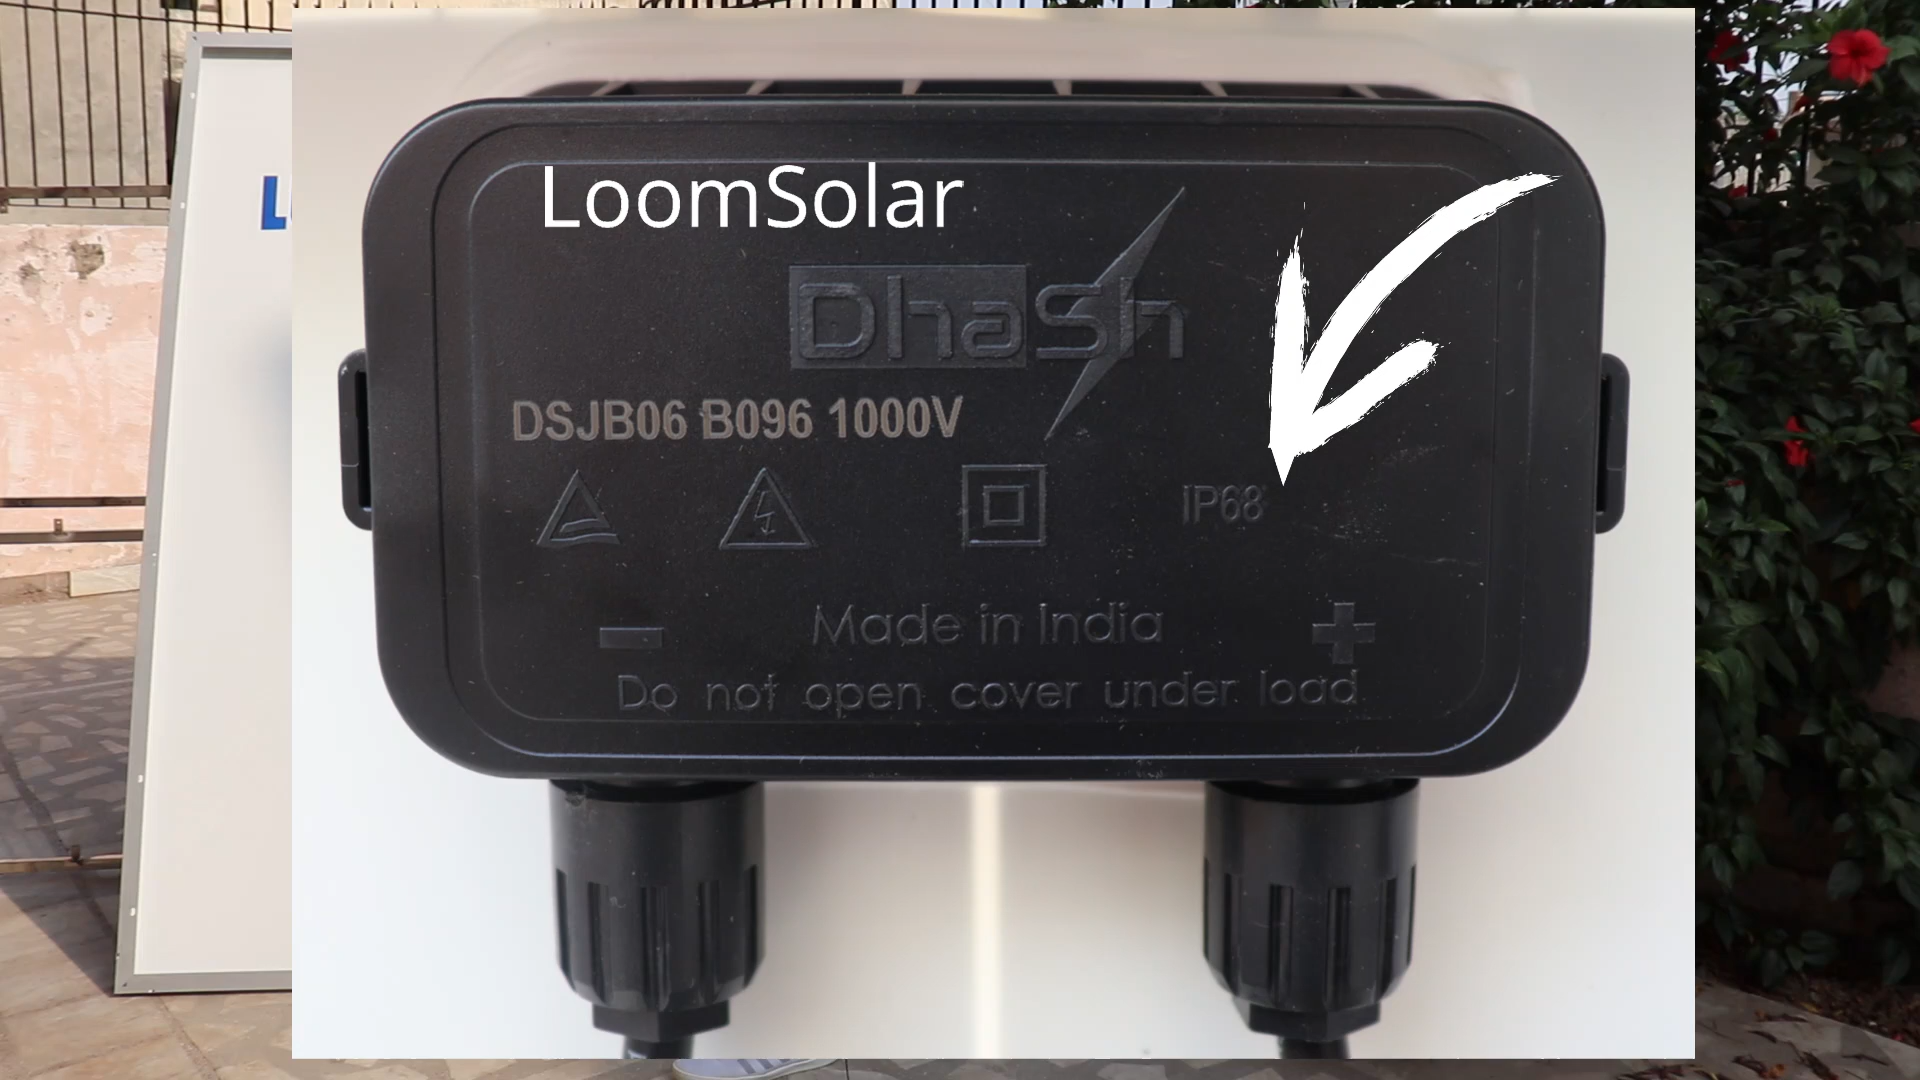 LoomSolar
DhaSh
DSJB06 B096 1000V
IP68
Made in India
Do not open cover under load